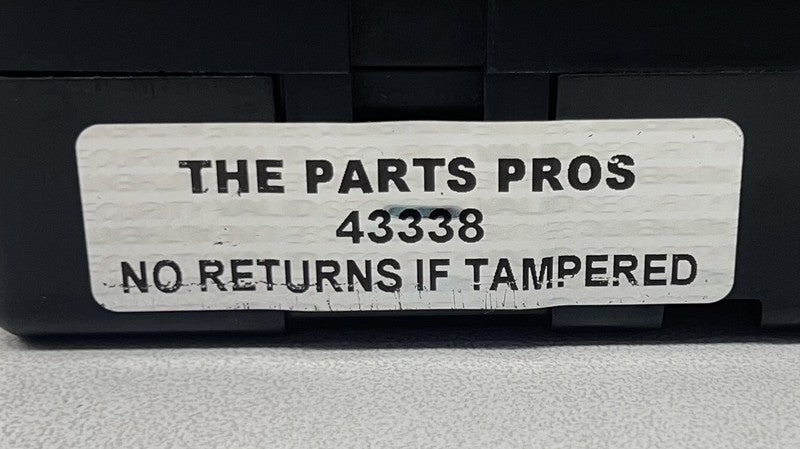 THE PARTS PROS
43338
NO RETURNS IF TAMPERED